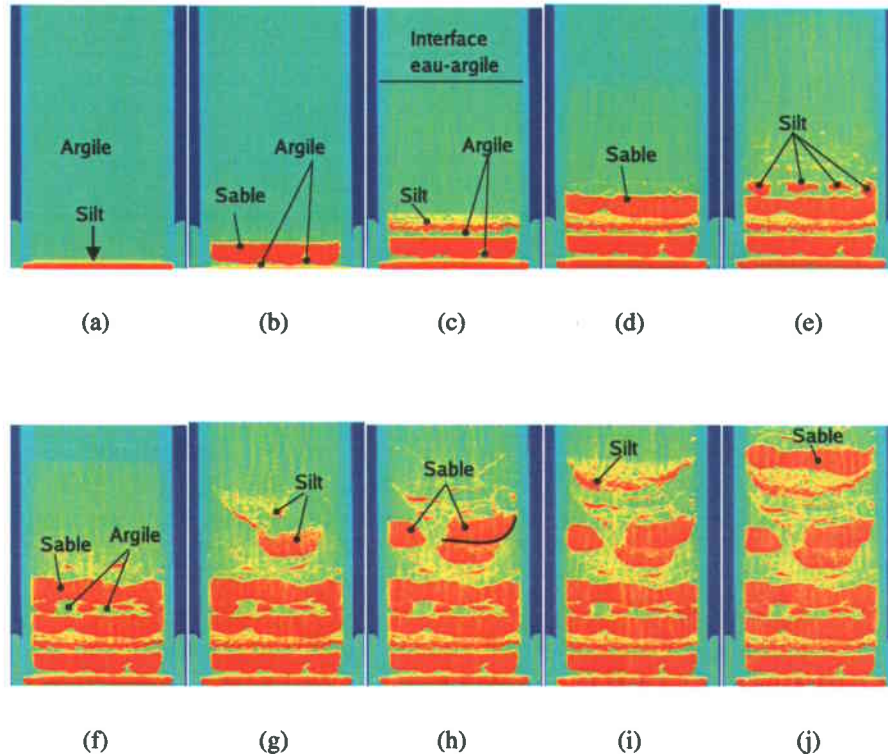 Argile
Silt
Sable
Argile
Interface
eau-argile
Silt
Argile
Sable
Silt
(a) (b) (c) (d) (e)
Sable
Argile
Silt
Sable
Silt
Sable
(f) (g) (h) (i) (j)